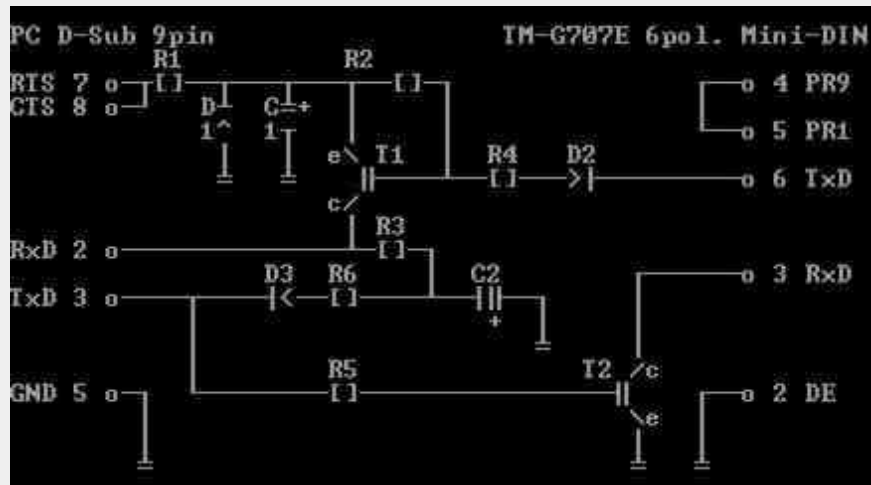 PC D-Sub 9pin TM-G707E 6pol. Mini-DIN
R1 R2
RTS 7 o [ ] [ ] o 4 PR9
CTS 8 o D C + 
1^ 1 o 5 PR1
e T1 R4 D2
[ ] > o 6 TxD
c R3
RxD 2 o [ ]
D3 R6 C2 o 3 RxD
TxD 3 o < [ ]
+
R5 T2 c
GND 5 o [ ] o 2 DE
e